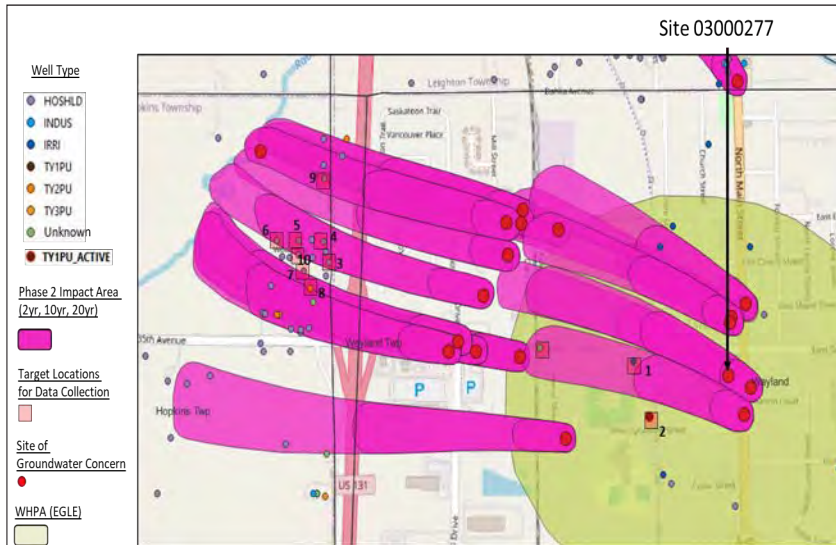 Site 03000277
Well Type
HOSHLD
INDUS
IRRI
TY1PU
TY2PU
TY3PU
Unknown
TY1PU_ACTIVE
Phase 2 Impact Area
(2yr, 10yr, 20yr)
Target Locations
for Data Collection
Site of
Groundwater Concern
WHPA (EGLE)
Leighton Township
kins Township
Saskatoon Trail
Vancouver Place
Church Street
North Main Street
9
6
5
4
10
3
7
8
35th Avenue
Wayland Twp
1
Wayland
P
P
Hopkins Twp
2
US 131
Drive